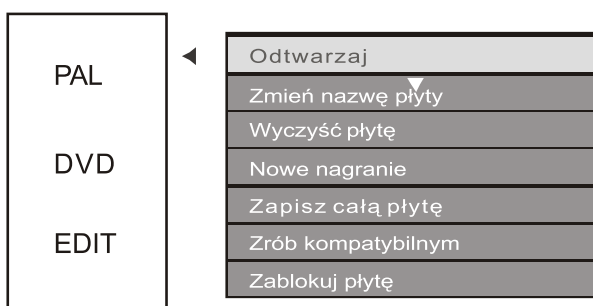 PAL
DVD
EDIT
Odtwarzaj
Zmień nazwę płyty
Wyczyść płytę
Nowe nagranie
Zapisz całą płytę
Zrób kompatybilnym
Zablokuj płytę